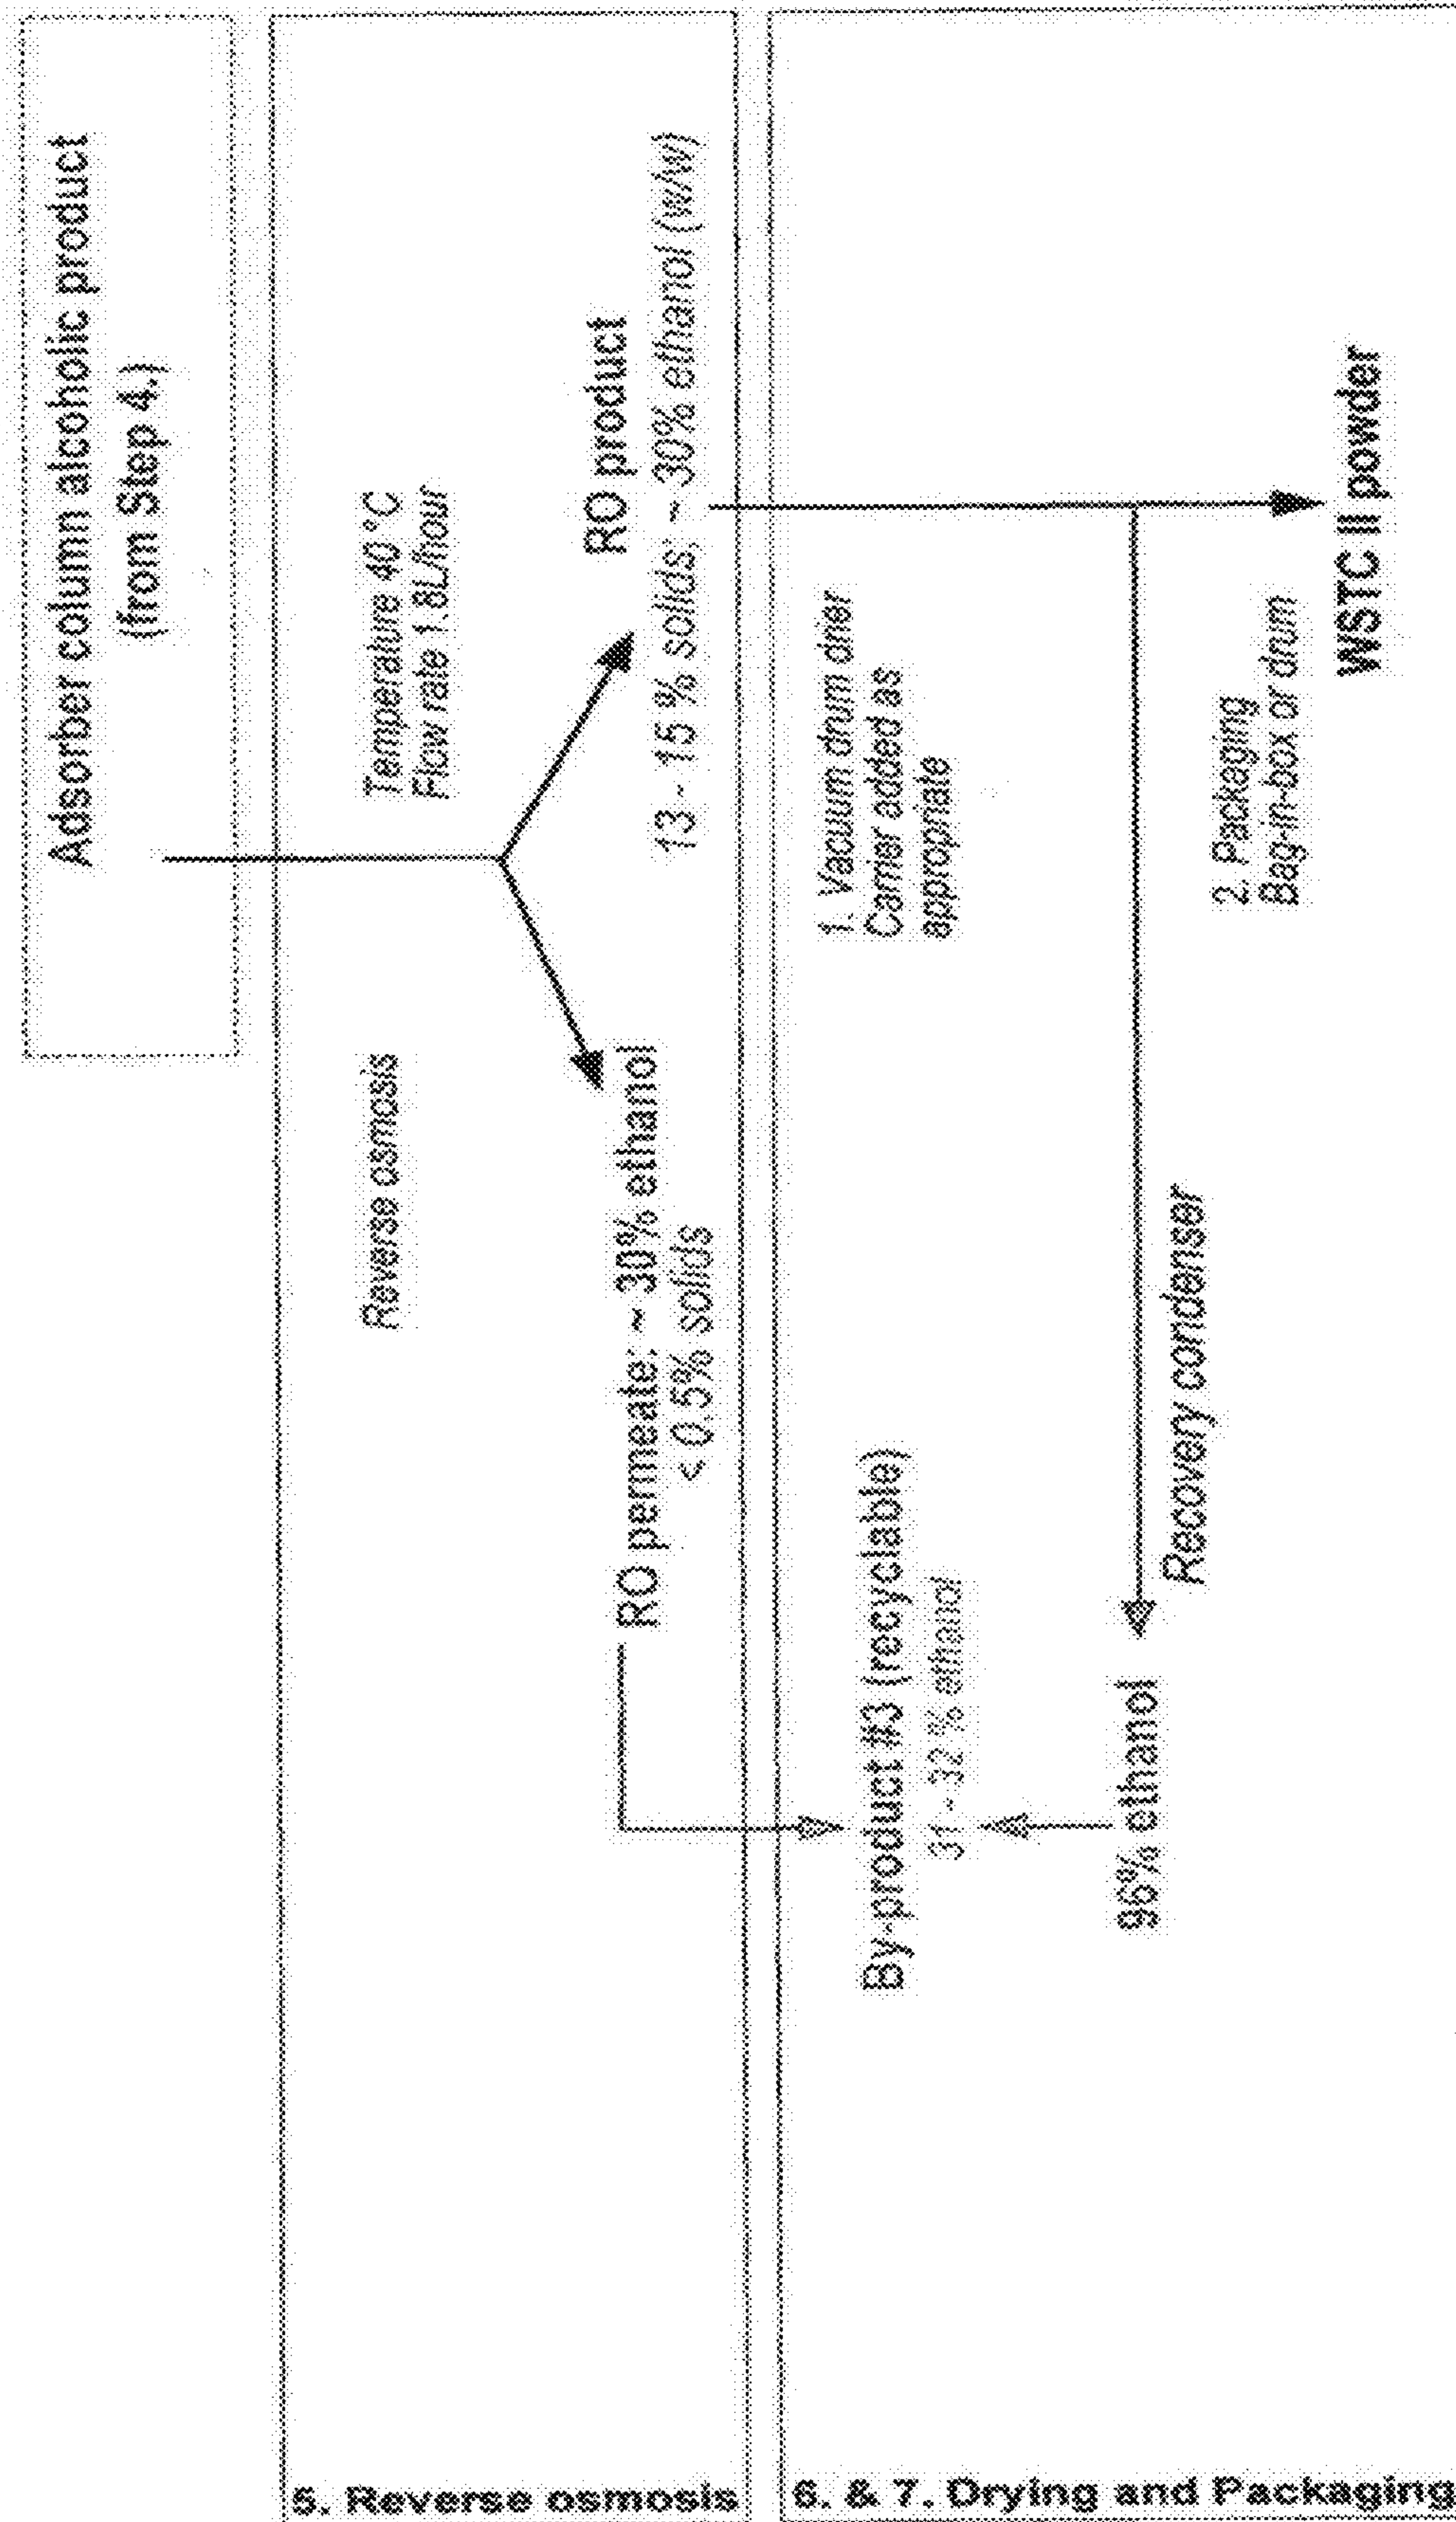 Adsorber column alcoholic product
(from Step 4.)
5. Reverse osmosis
Reverse osmosis
Temperature 40 °C
Flow rate 1.8L/hour
RO permeate: ~ 30% ethanol
< 0.5% solids
RO product
13 - 15 % solids; ~ 30% ethanol (w/w)
6. & 7. Drying and Packaging
1. Vacuum drum drier
Carrier added as
appropriate
By-product #3 (recyclable)
31 - 32 % ethanol
96% ethanol
Recovery condenser
2. Packaging
Bag-in-box or drum
WSTC II powder